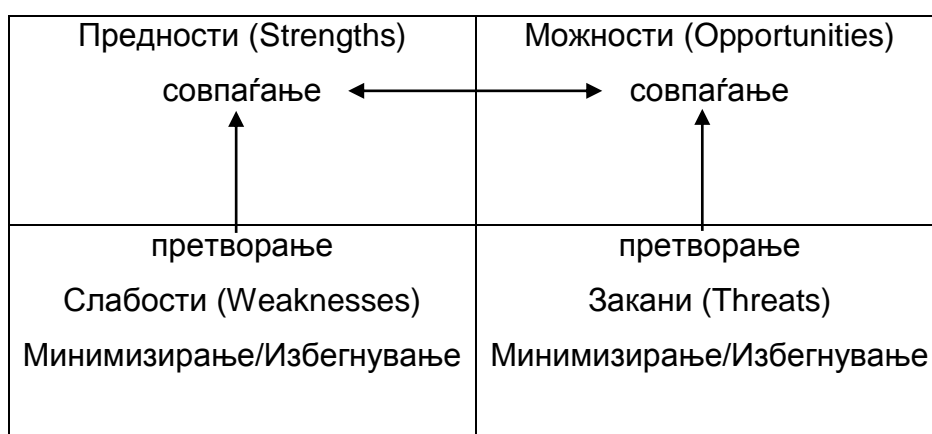 Предности (Strengths)
совпаѓање
Можности (Opportunities)
совпаѓање
претворање
Слабости (Weaknesses)
Минимизирање/Избегнување
претворање
Закани (Threats)
Минимизирање/Избегнување